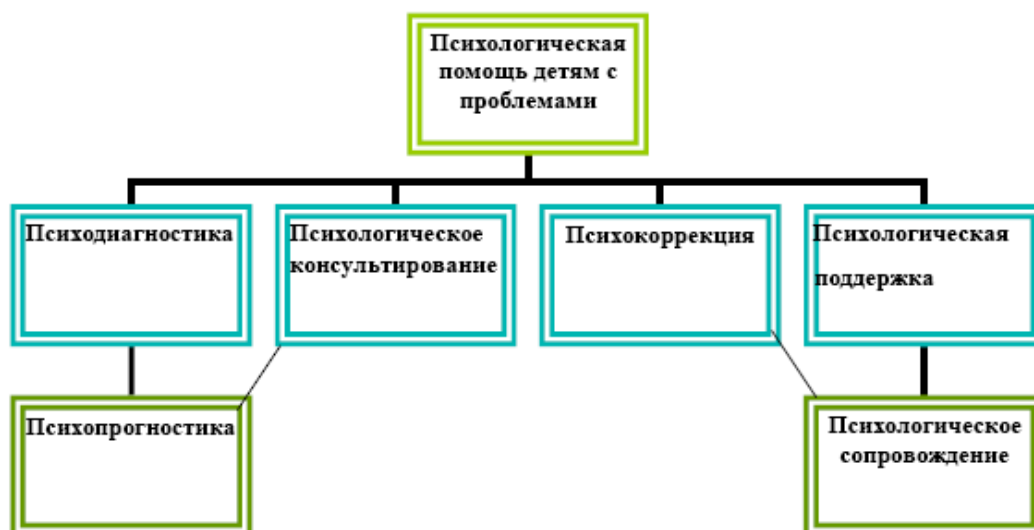 Психологическая
помощь детям с
проблемами
Психодиагностика
Психологическое
консультирование
Психокоррекция
Психологическая
поддержка
Психопрогностика
Психологическое
сопровождение